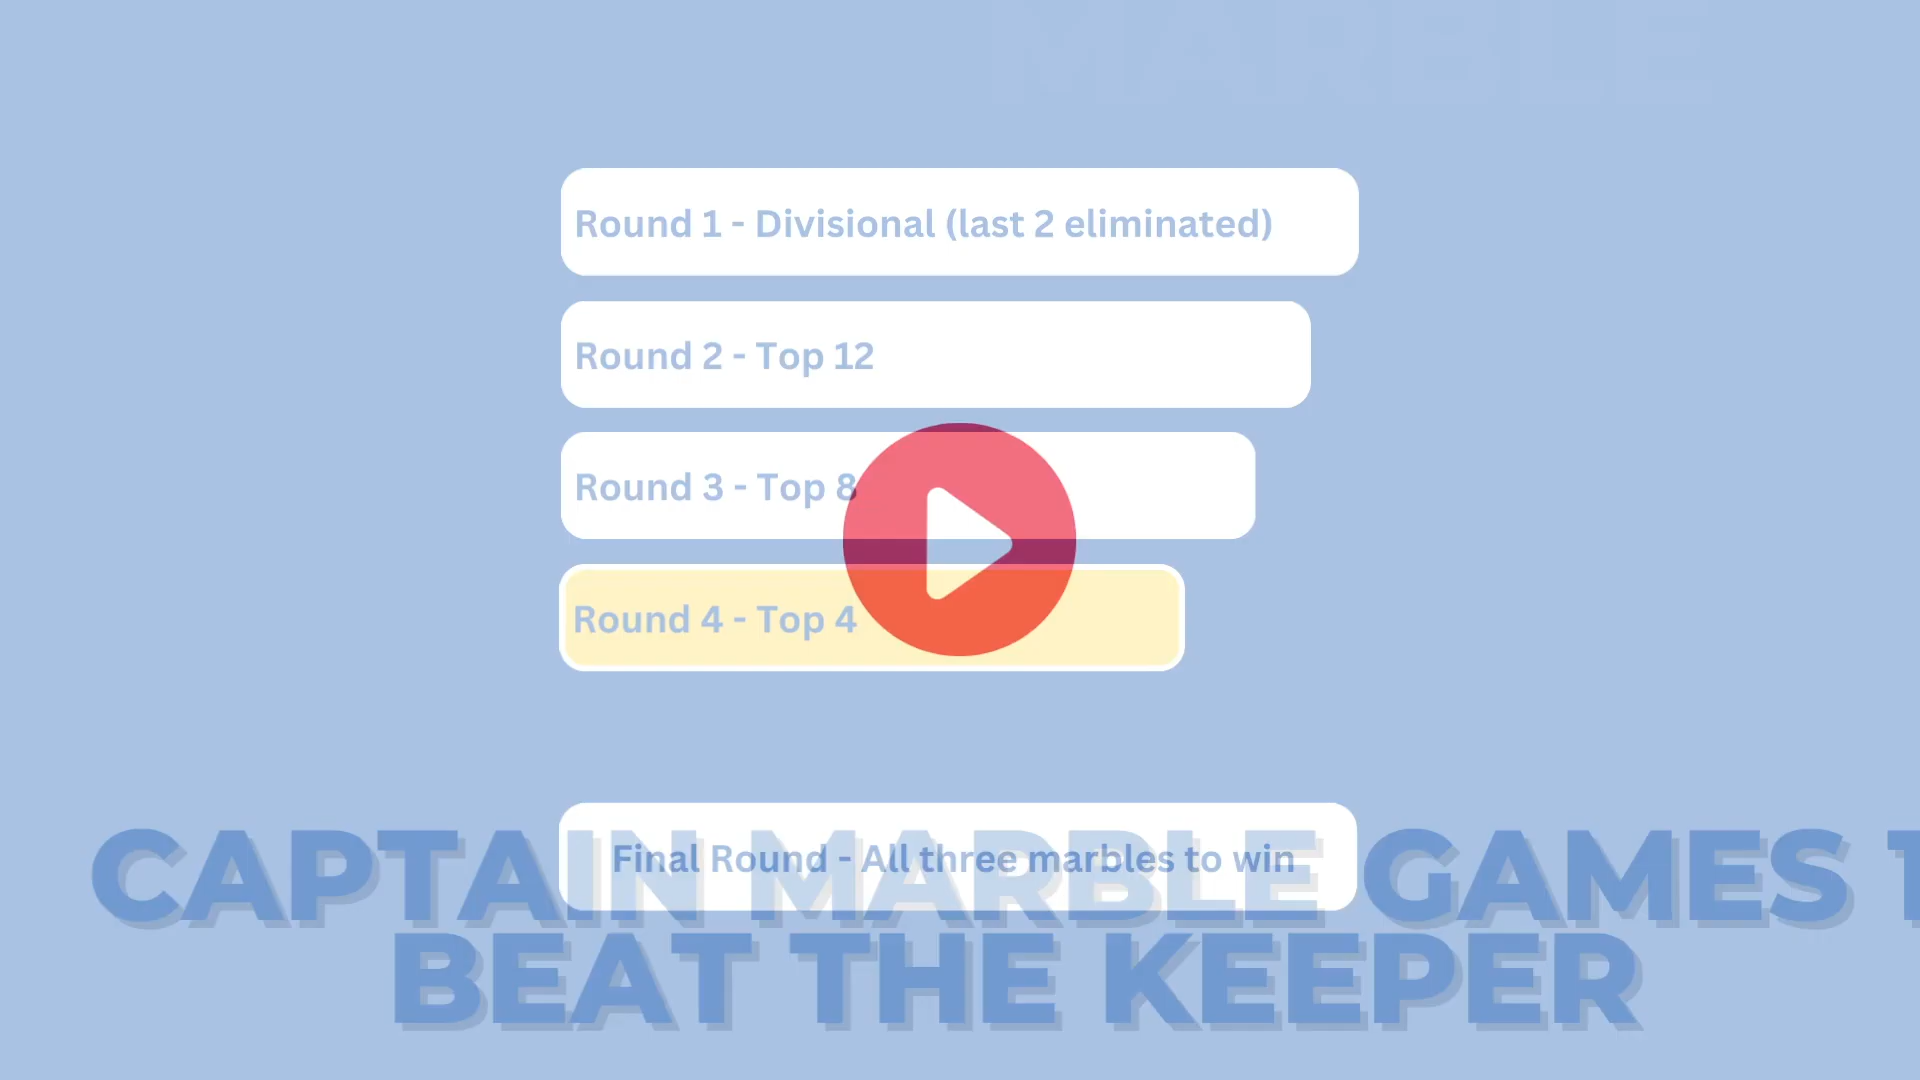 MARBLE
Round 1 - Divisional (last 2 eliminated)
Round 2 - Top 12
Round 3 - Top 8
Round 4 - Top 4
Final Round - All three marbles to win
CAPTAIN MARBLE GAMES
BEAT THE KEEPER